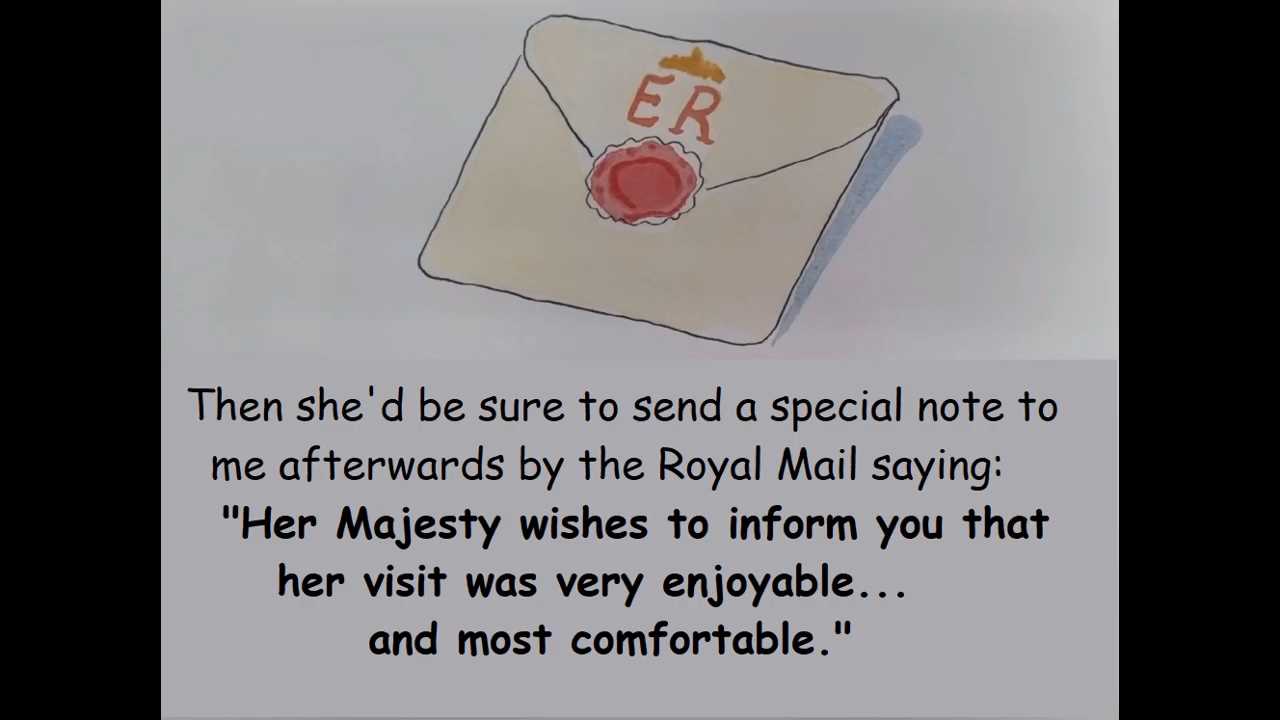 ER
Then she'd be sure to send a special note to
me afterwards by the Royal Mail saying:
"Her Majesty wishes to inform you that
her visit was very enjoyable...
and most comfortable."